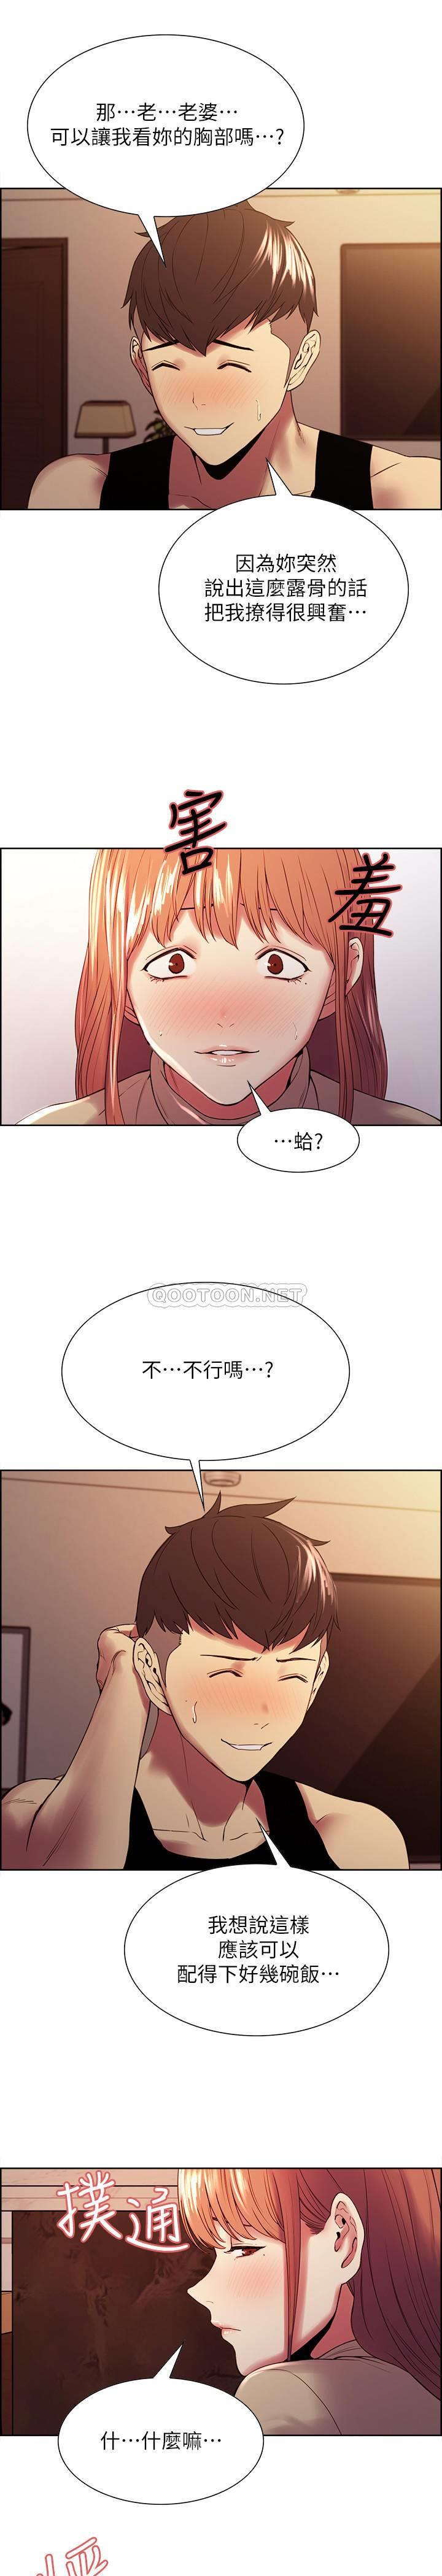 那⋯老⋯老婆⋯
可以讓我看妳的胸部嗎⋯?
因為妳突然
說出這麼露骨的話
把我撩得很興奮⋯
害
羞
⋯蛤?
QOOTOON.NET
不⋯不行嗎⋯?
我想說這樣
應該可以
配得下好幾碗飯⋯
撲通
什⋯什麼嘛⋯